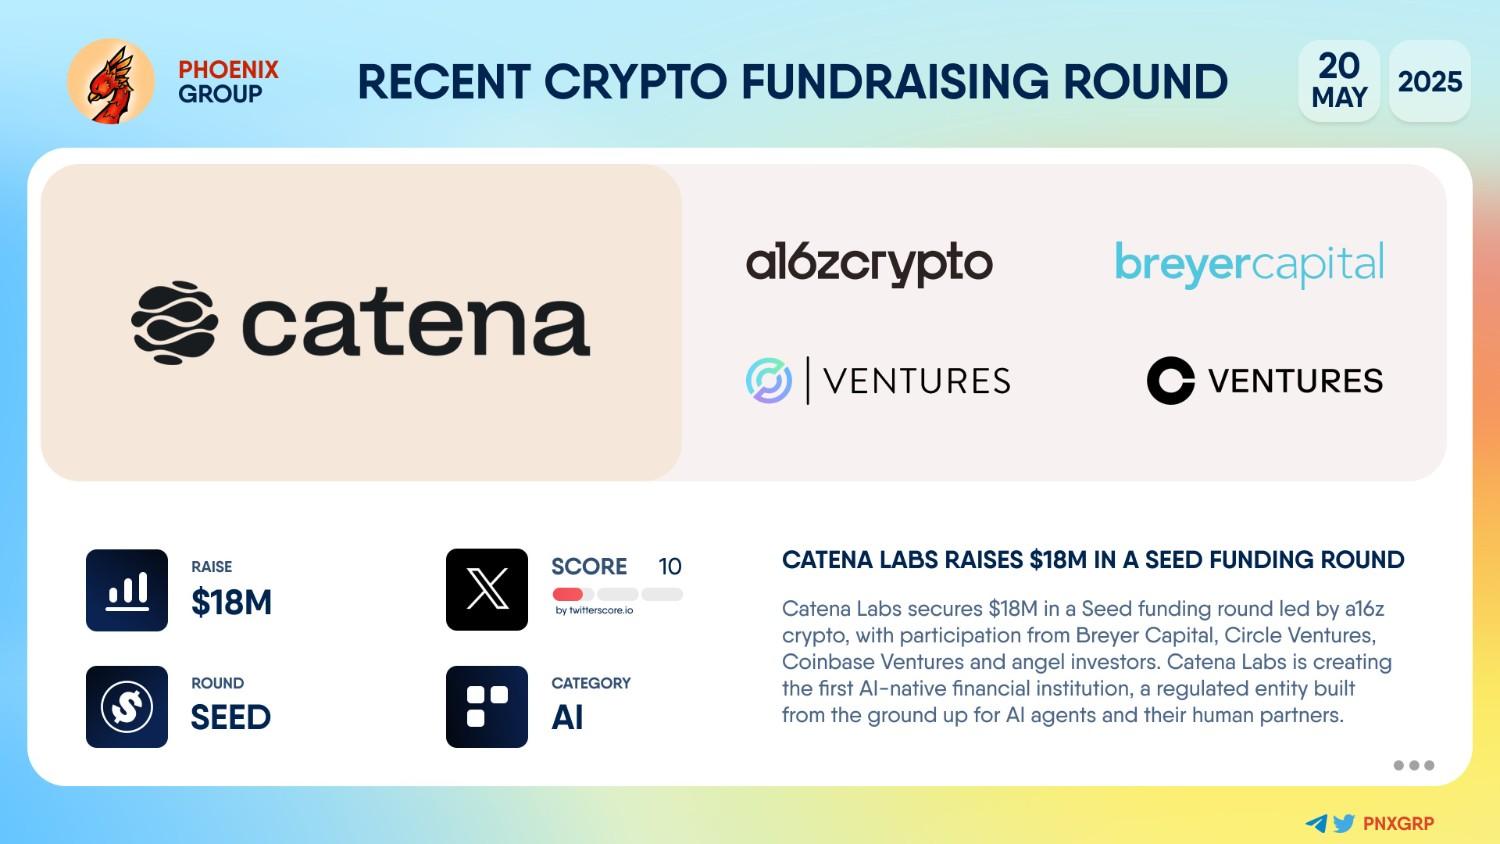 PHOENIX
GROUP
RECENT CRYPTO FUNDRAISING ROUND
20
MAY
2025
catena
a16zcrypto
breyercapital
VENTURES
VENTURES
RAISE
$18M
SCORE 10
by twitterscore.io
ROUND
SEED
CATEGORY
AI
CATENA LABS RAISES $18M IN A SEED FUNDING ROUND
Catena Labs secures $18M in a Seed funding round led by a16z
crypto, with participation from Breyer Capital, Circle Ventures,
Coinbase Ventures and angel investors. Catena Labs is creating
the first AI-native financial institution, a regulated entity built
from the ground up for AI agents and their human partners.
PNXGRP